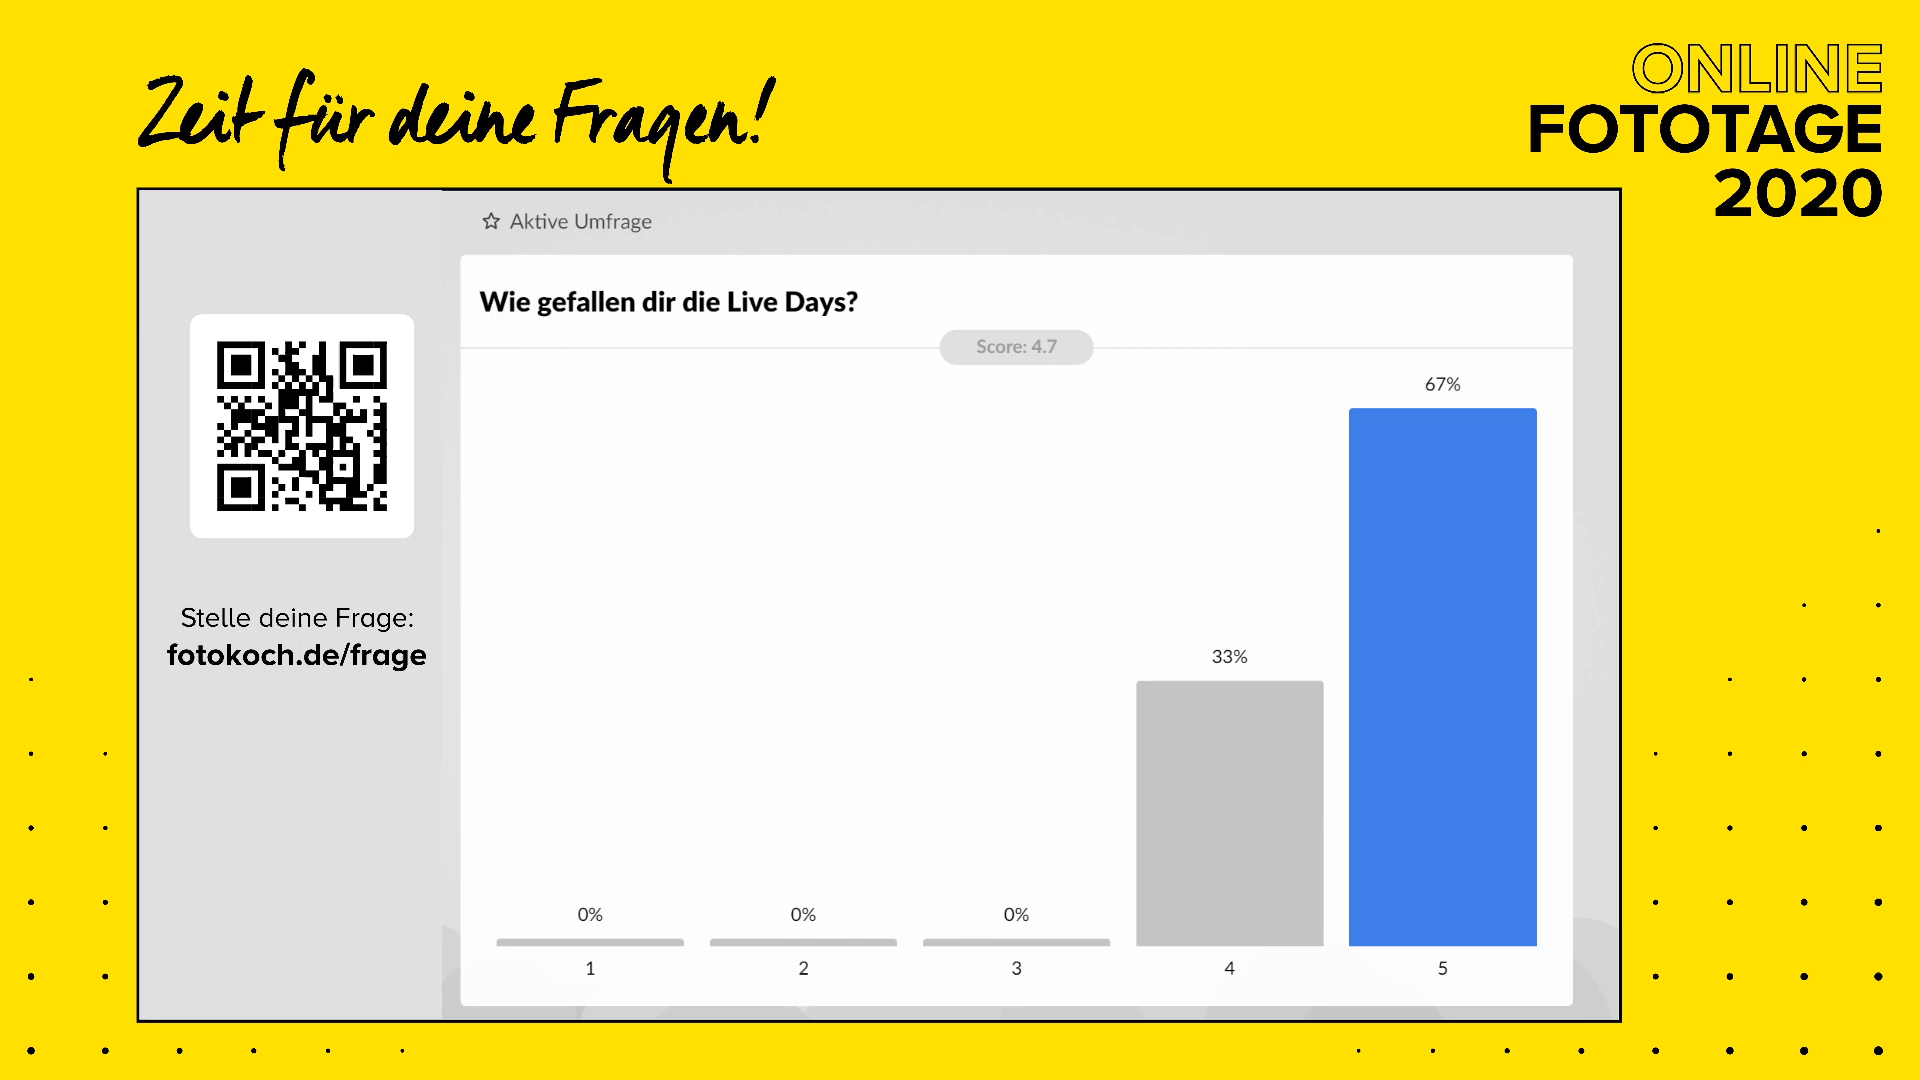 Zeit für deine Fragen!
ONLINE
FOTOTAGE
2020
Aktive Umfrage
Wie gefallen dir die Live Days?
Score: 4.7
67%
33%
0%
0%
0%
1
2
3
4
5
Stelle deine Frage:
fotokoch.de/frage